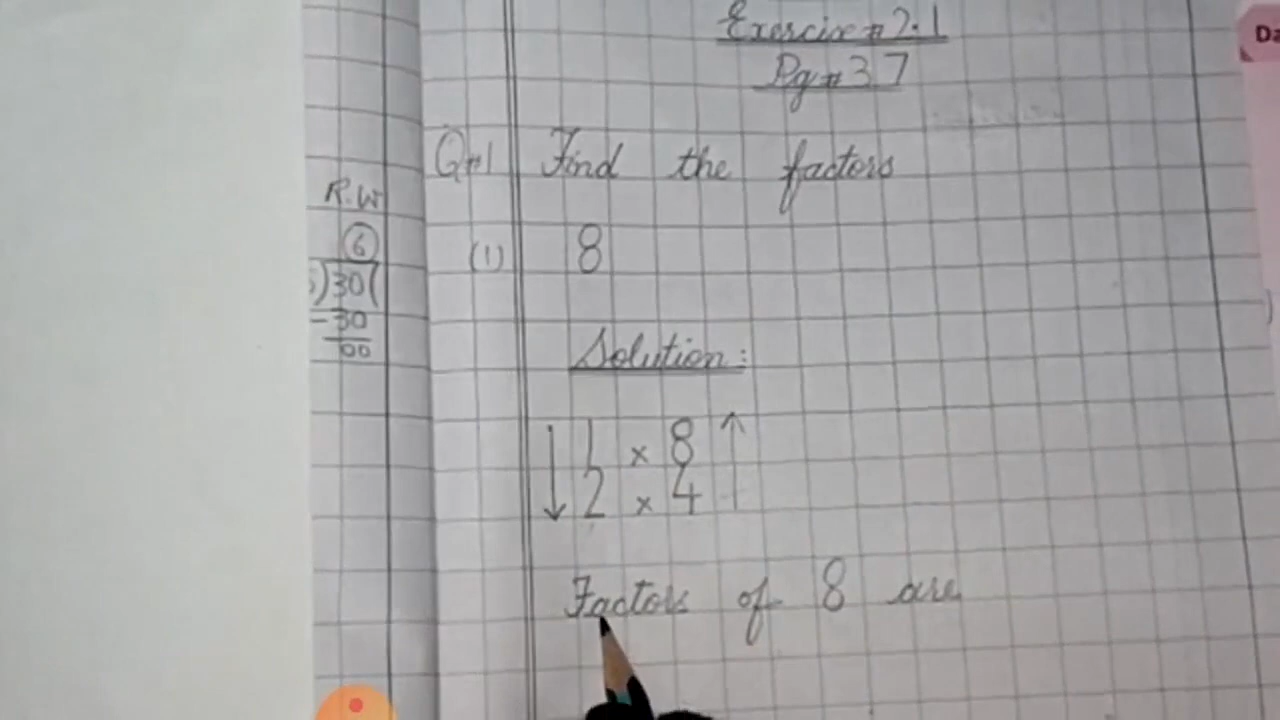 Exercise # 2.1
Pg # 37
Q#1 Find the factors
(1) 8
Solution:
↓ 1 × 8 ↑
2 × 4
Factors of 8 are
R.W
6
)30(
-30
00
Da